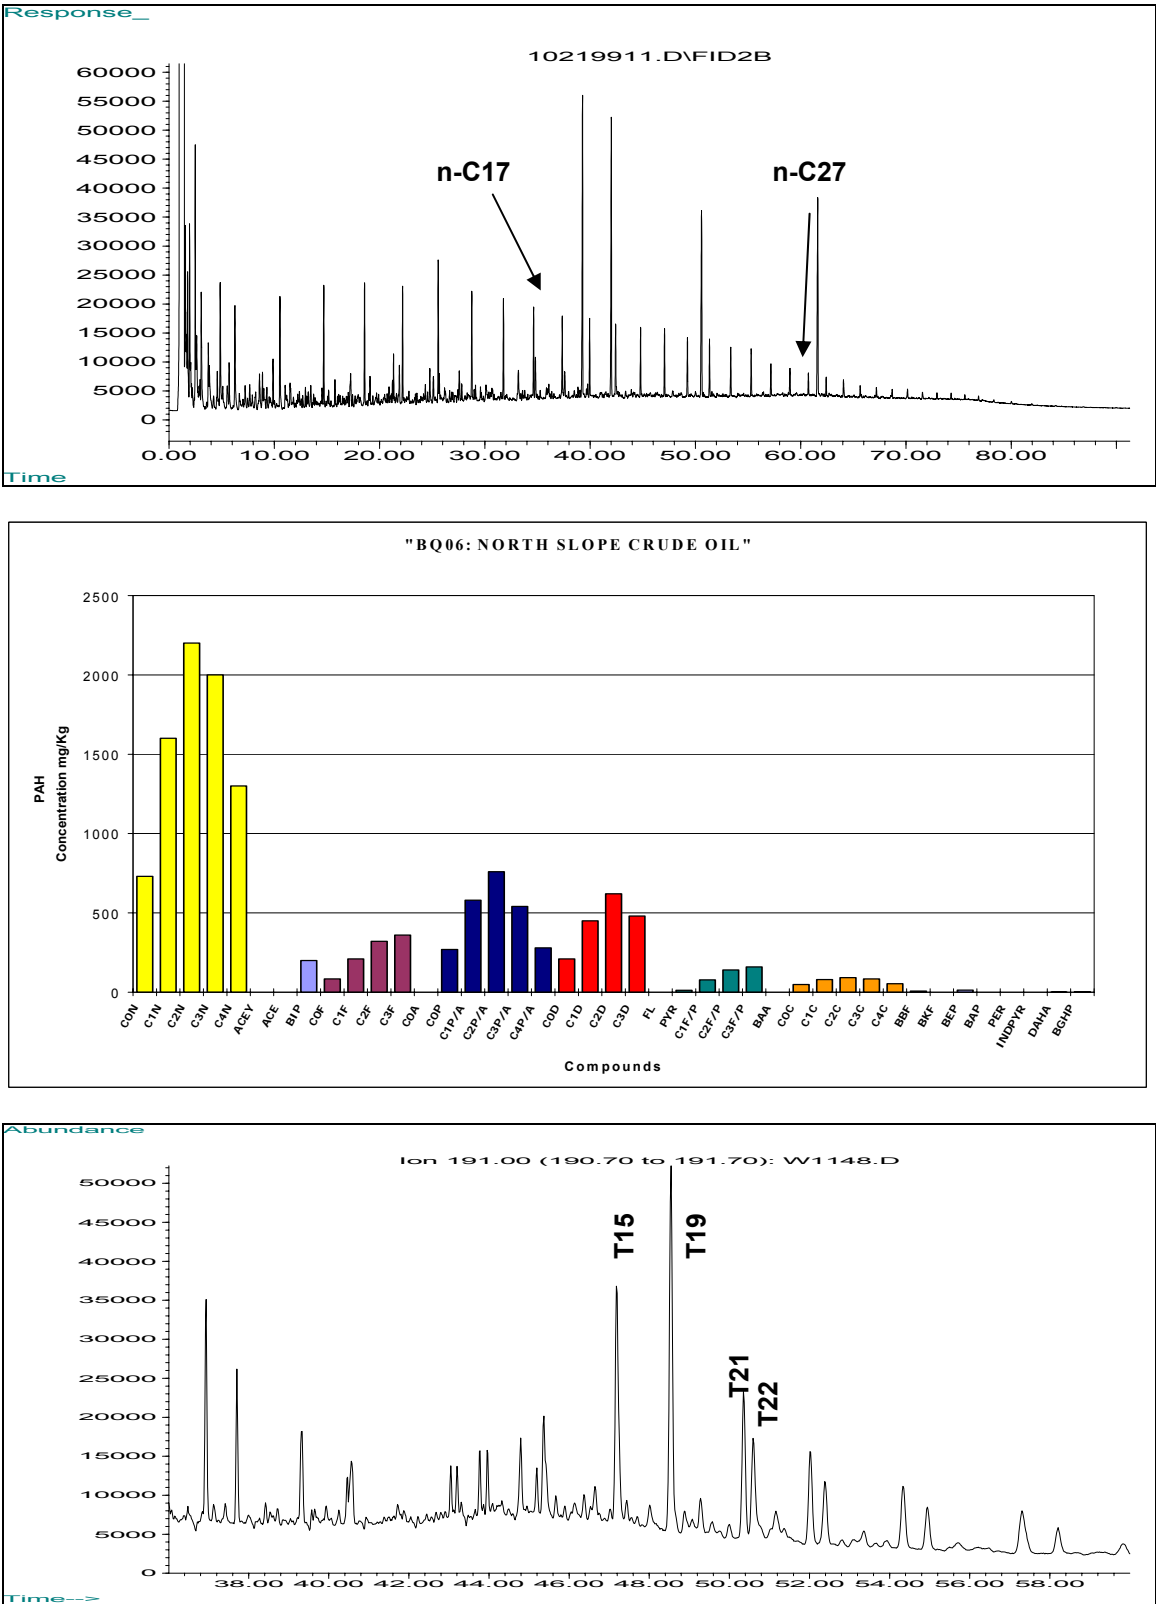 Response_
10219911.D\FID2B
60000
55000
50000
45000
40000
35000
30000
25000
20000
15000
10000
5000
0
n-C17
n-C27
0.00 10.00 20.00 30.00 40.00 50.00 60.00 70.00 80.00
Time
"BQ06: NORTH SLOPE CRUDE OIL"
PAH
Concentration mg/Kg
2500
2000
1500
1000
500
0
C0N C1N C2N C3N C4N ACEY ACE BIP C0F C1F C2F C3F C0A C0P C1P/A C2P/A C3P/A C4P/A C0D C1D C2D C3D FL PYR C1F/P C2F/P C3F/P BAA C0C C1C C2C C3C C4C BBF BKF BEP BAP PER INDPYR DAHA BGHP
Compounds
Abundance
Ion 191.00 (190.70 to 191.70): W1148.D
50000
45000
40000
35000
30000
25000
20000
15000
10000
5000
0
T15
T19
T21
T22
38.00 40.00 42.00 44.00 46.00 48.00 50.00 52.00 54.00 56.00 58.00
Time-->